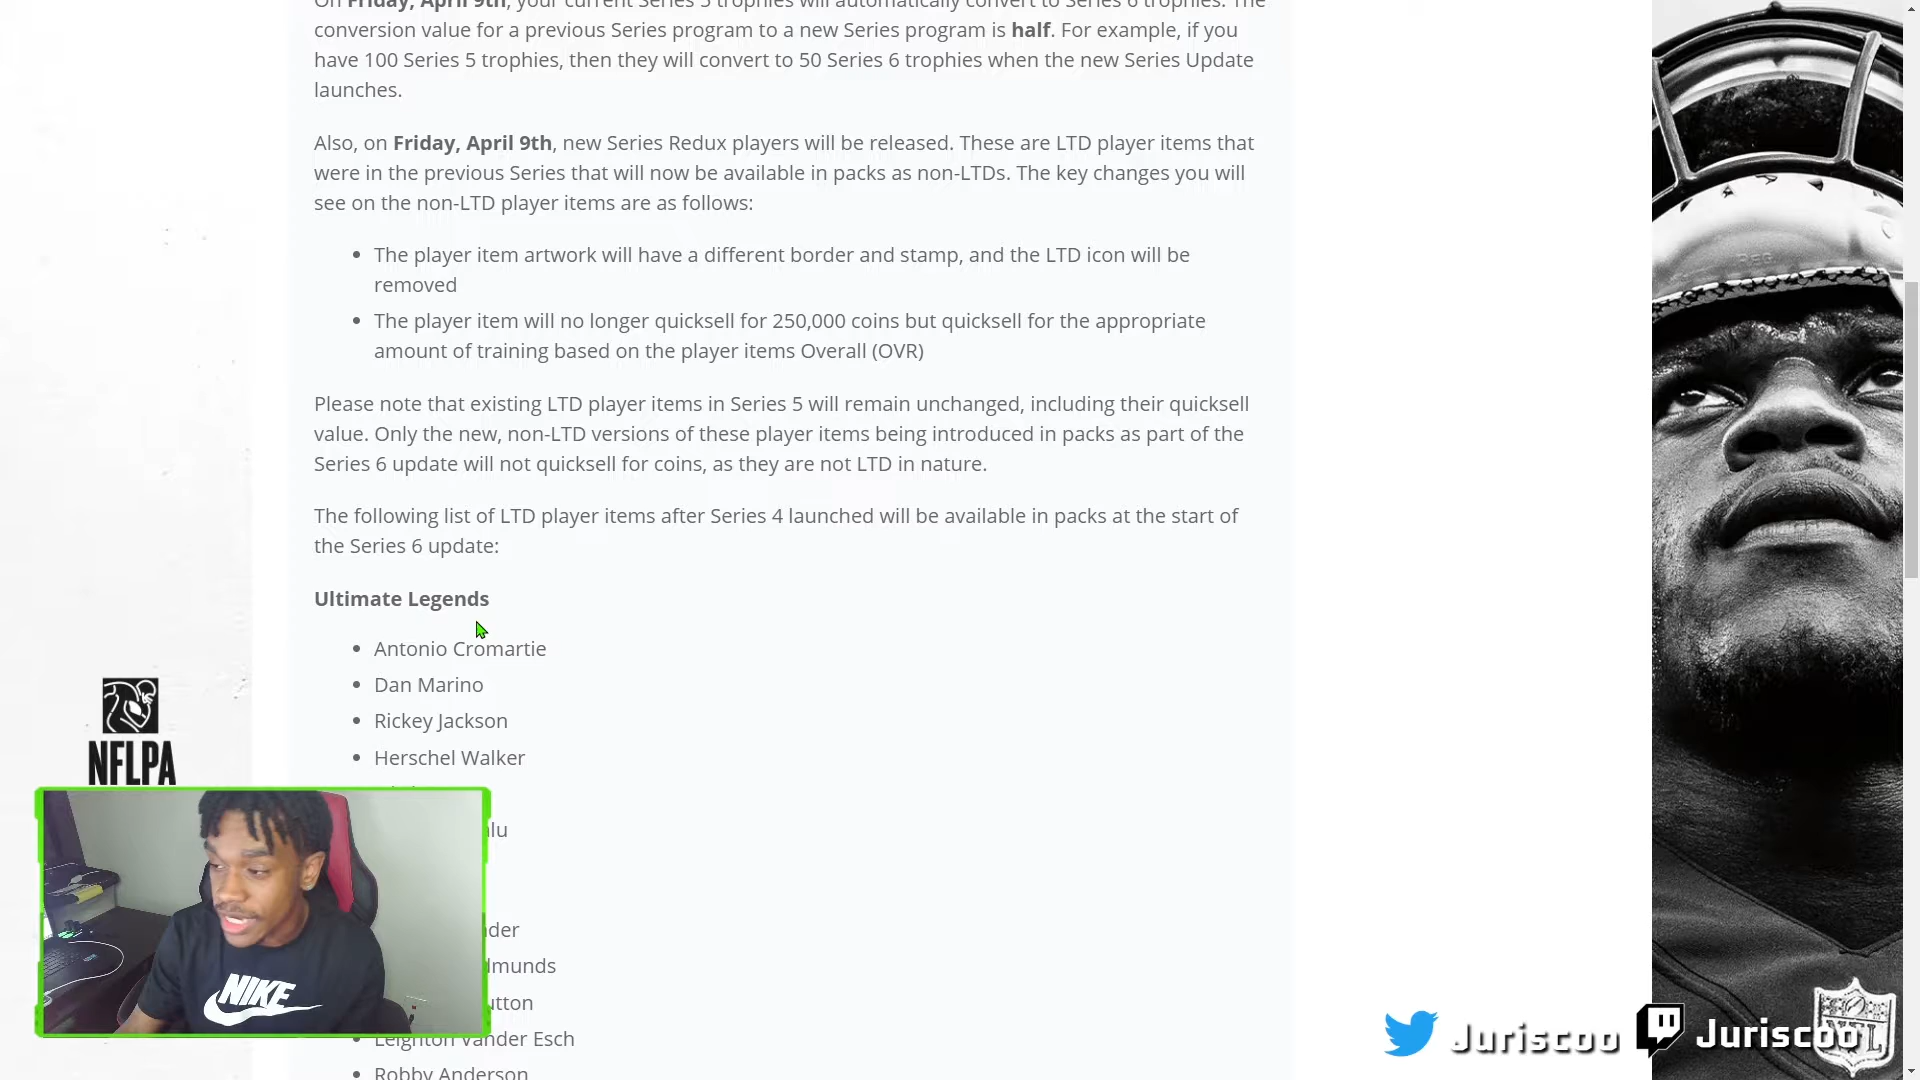 On Friday, April 9th, your current Series 5 trophies will automatically convert to Series 6 trophies. The
conversion value for a previous Series program to a new Series program is half. For example, if you
have 100 Series 5 trophies, then they will convert to 50 Series 6 trophies when the new Series Update
launches.
Also, on Friday, April 9th, new Series Redux players will be released. These are LTD player items that
were in the previous Series that will now be available in packs as non-LTDs. The key changes you will
see on the non-LTD player items are as follows:
• The player item artwork will have a different border and stamp, and the LTD icon will be
removed
• The player item will no longer quicksell for 250,000 coins but quicksell for the appropriate
amount of training based on the player items Overall (OVR)
Please note that existing LTD player items in Series 5 will remain unchanged, including their quicksell
value. Only the new, non-LTD versions of these player items being introduced in packs as part of the
Series 6 update will not quicksell for coins, as they are not LTD in nature.
The following list of LTD player items after Series 4 launched will be available in packs at the start of
the Series 6 update:
Ultimate Legends
• Antonio Cromartie
• Dan Marino
• Rickey Jackson
• Herschel Walker
• Leighton Vander Esch
• Robby Anderson
NFLPA
NIKE
Juriscoo
Juriscoo
NFL